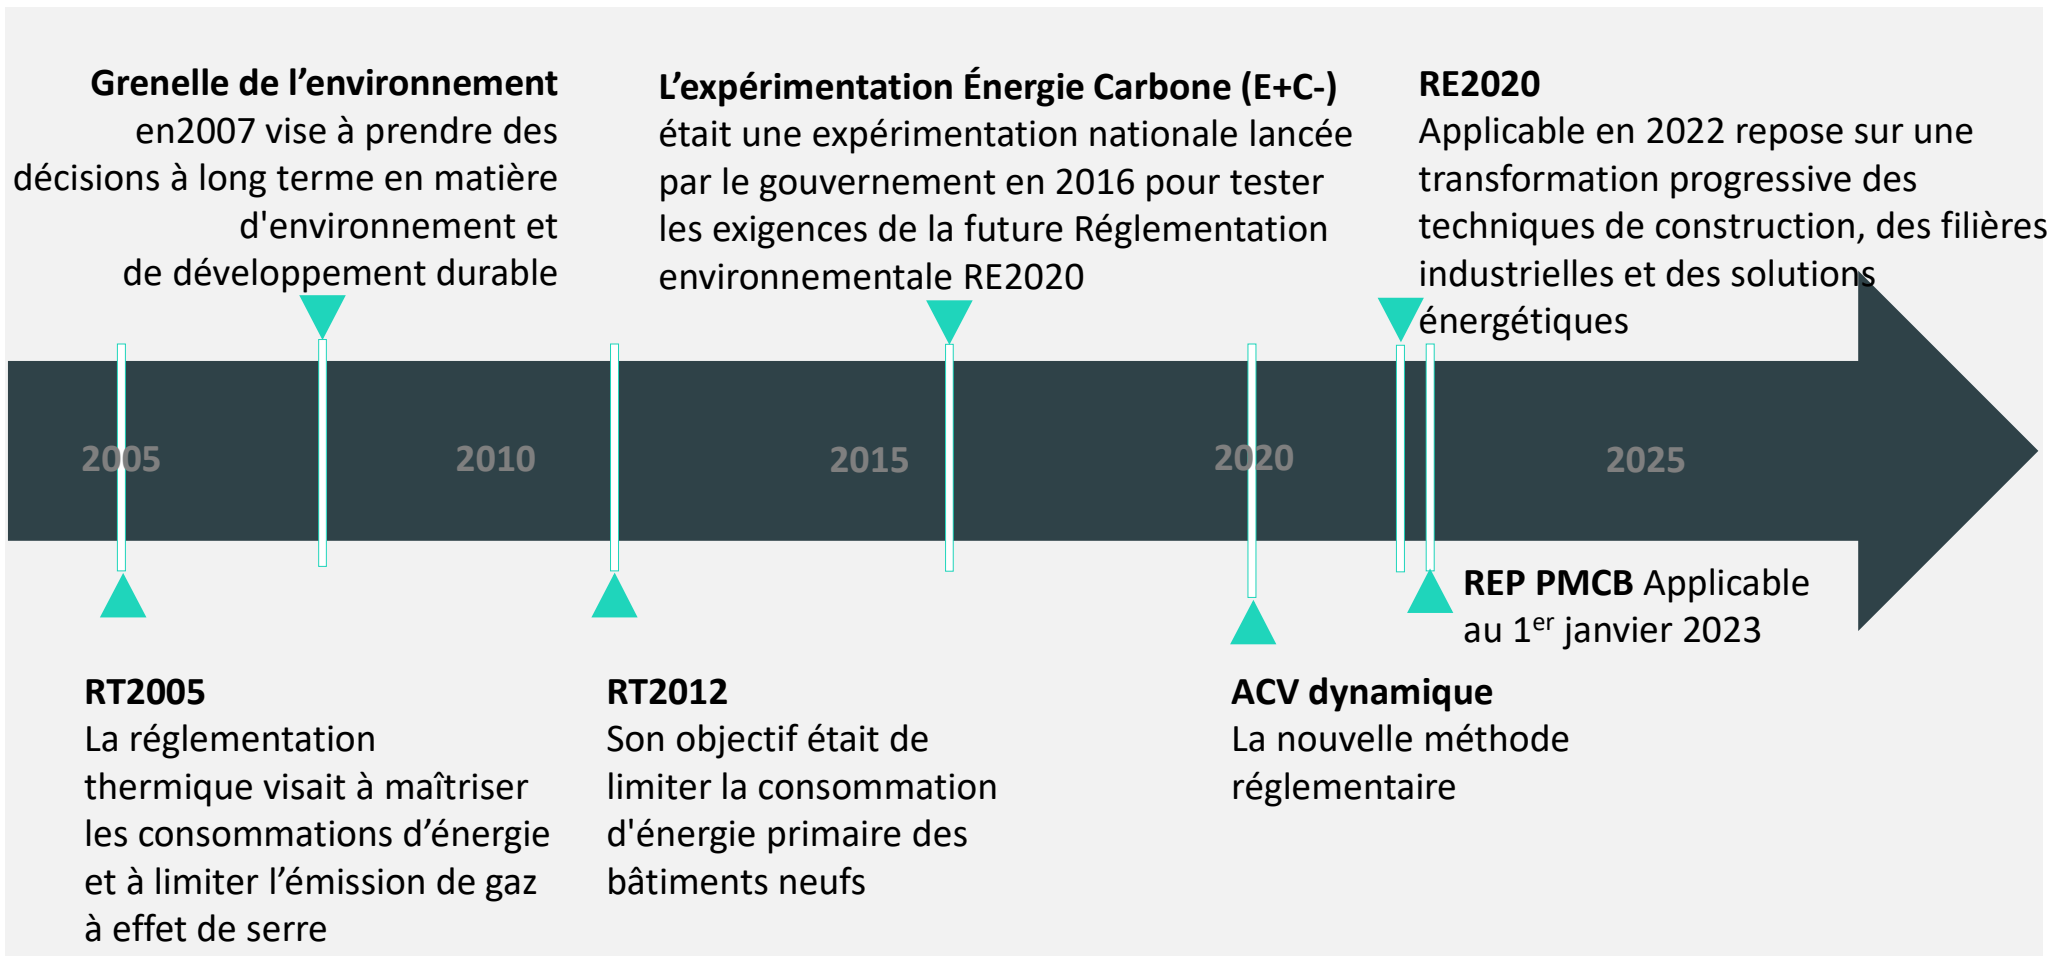 Grenelle de l’environnement
en2007 vise à prendre des
décisions à long terme en matière
d'environnement et
de développement durable
L’expérimentation Énergie Carbone (E+C-)
était une expérimentation nationale lancée
par le gouvernement en 2016 pour tester
les exigences de la future Réglementation
environnementale RE2020
RE2020
Applicable en 2022 repose sur une
transformation progressive des
techniques de construction, des filières
industrielles et des solutions
énergétiques
2005
2010
2015
2020
2025
REP PMCB Applicable
au 1er janvier 2023
RT2005
La réglementation
thermique visait à maîtriser
les consommations d’énergie
et à limiter l’émission de gaz
à effet de serre
RT2012
Son objectif était de
limiter la consommation
d'énergie primaire des
bâtiments neufs
ACV dynamique
La nouvelle méthode
réglementaire